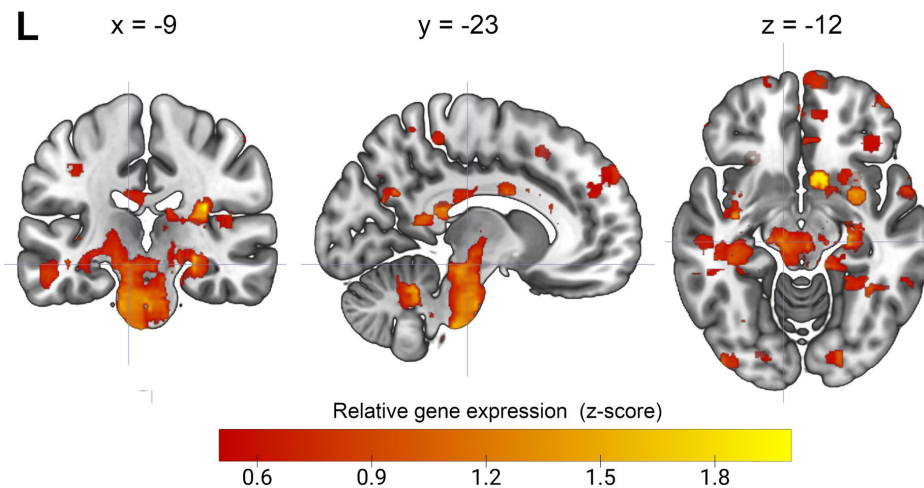 L
x = -9 y = -23 z = -12
Relative gene expression (z-score)
0.6 0.9 1.2 1.5 1.8